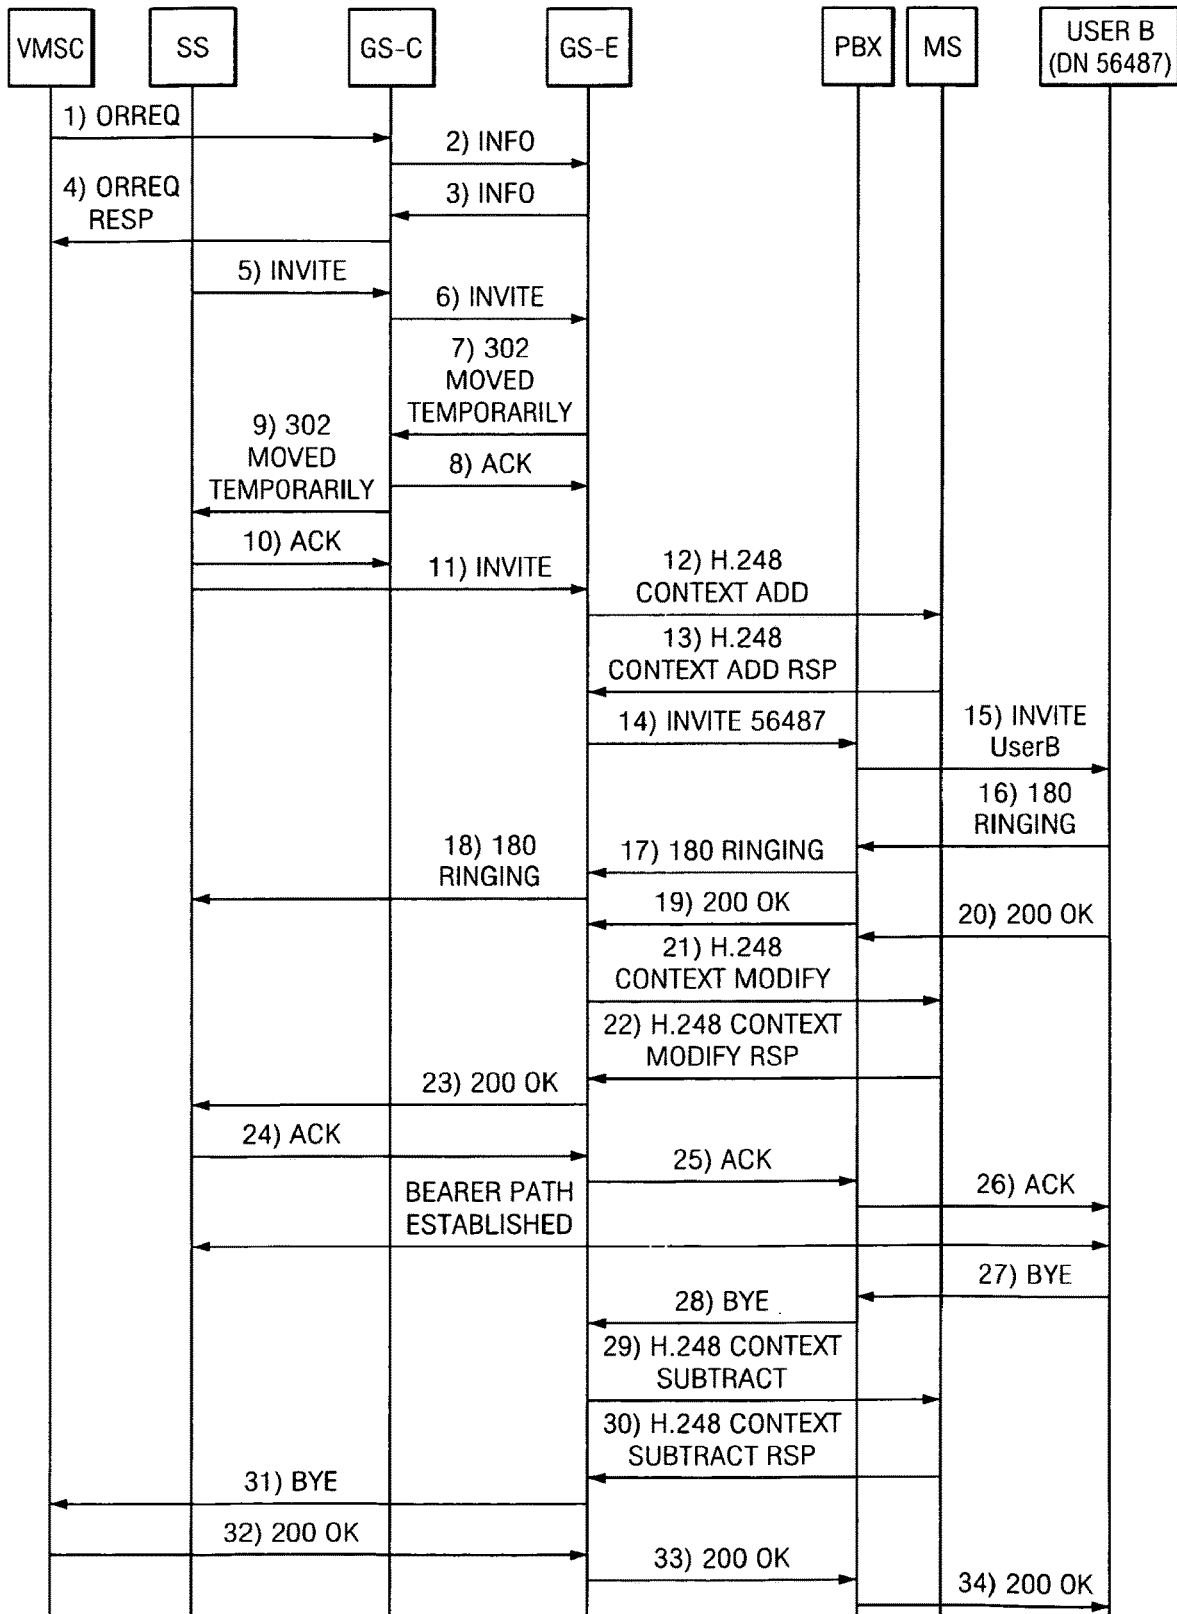 VMSC
SS
GS-C
GS-E
PBX
MS
USER B
(DN 56487)
1) ORREQ
2) INFO
3) INFO
4) ORREQ
RESP
5) INVITE
6) INVITE
7) 302
MOVED
TEMPORARILY
8) ACK
9) 302
MOVED
TEMPORARILY
10) ACK
11) INVITE
12) H.248
CONTEXT ADD
13) H.248
CONTEXT ADD RSP
14) INVITE 56487
15) INVITE
UserB
16) 180
RINGING
17) 180 RINGING
18) 180
RINGING
19) 200 OK
20) 200 OK
21) H.248
CONTEXT MODIFY
22) H.248 CONTEXT
MODIFY RSP
23) 200 OK
24) ACK
25) ACK
26) ACK
BEARER PATH
ESTABLISHED
27) BYE
28) BYE
29) H.248 CONTEXT
SUBTRACT
30) H.248 CONTEXT
SUBTRACT RSP
31) BYE
32) 200 OK
33) 200 OK
34) 200 OK